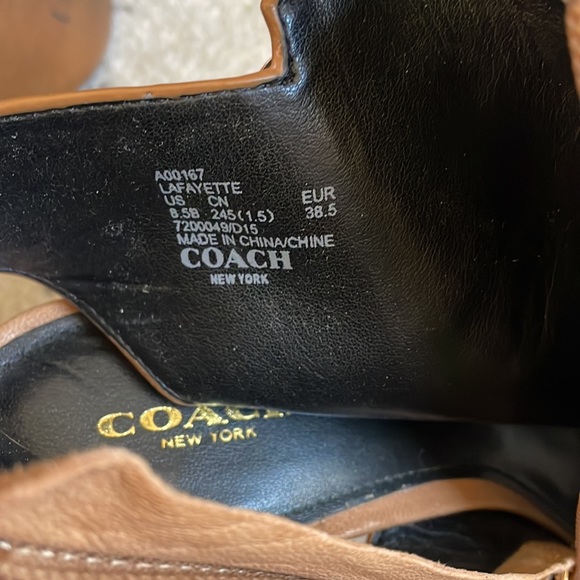 A00167
LAFAYETTE
US CN EUR
8.5B 245(1.5) 38.5
7200049/D15
MADE IN CHINA/CHINE
COACH
NEW YORK
COACH
NEW YORK